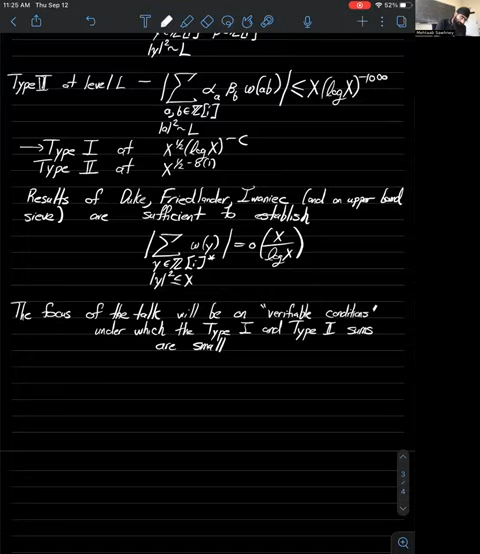 11:25 AM Thu Sep 12
52%
Mehtaab Sawhney
|γ|² ~ L
Type II at level L – |∑ α_a β_b ω(ab)| ≤ X(log X)^{-1000}
a, b ∈ ℤ[i]
|a|² ~ L
→ Type I at X^{1/2}(log X)^{-C}
Type II at X^{1/2 - o(1)}
Results of Duke, Friedlander, Iwaniec (and an upper bound
sieve) are sufficient to establish
|∑ ω(γ)| = o(X / log X)
γ ∈ ℤ[i]*
|γ|² ≤ X
The focus of the talk will be on "verifiable conditions"
under which the Type I and Type II sums
are small
3
4